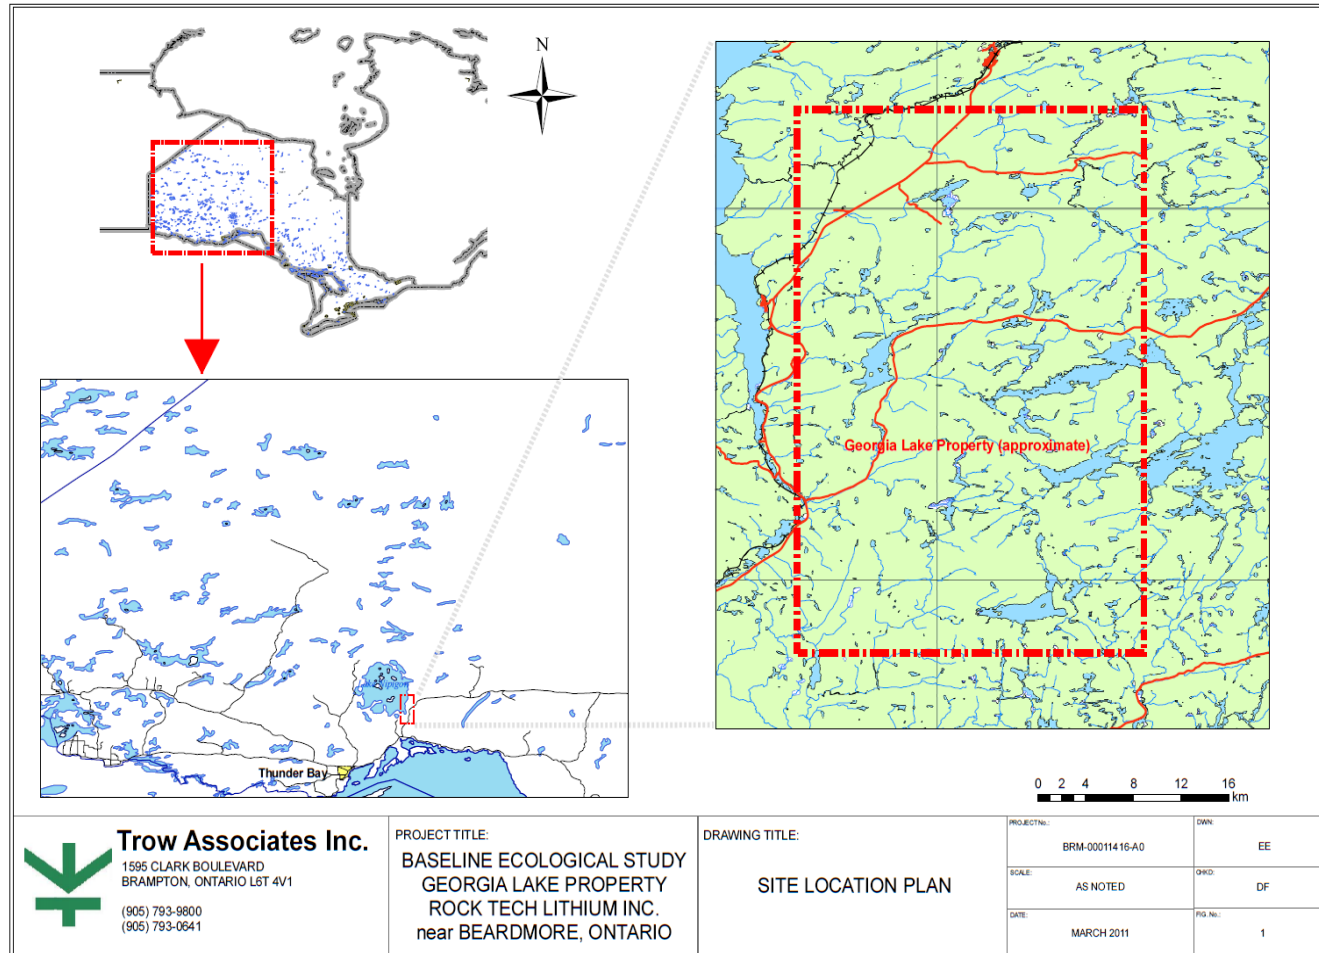 N
Georgia Lake Property (approximate)
Thunder Bay
0 2 4 8 12 16
km
Trow Associates Inc.
1595 CLARK BOULEVARD
BRAMPTON, ONTARIO L6T 4V1
(905) 793-9800
(905) 793-0641
PROJECT TITLE:
BASELINE ECOLOGICAL STUDY
GEORGIA LAKE PROPERTY
ROCK TECH LITHIUM INC.
near BEARDMORE, ONTARIO
DRAWING TITLE:
SITE LOCATION PLAN
PROJECT No.:
BRM-00011416-A0
DWN:
EE
SCALE:
AS NOTED
CHKD:
DF
DATE:
MARCH 2011
FIG. No.:
1